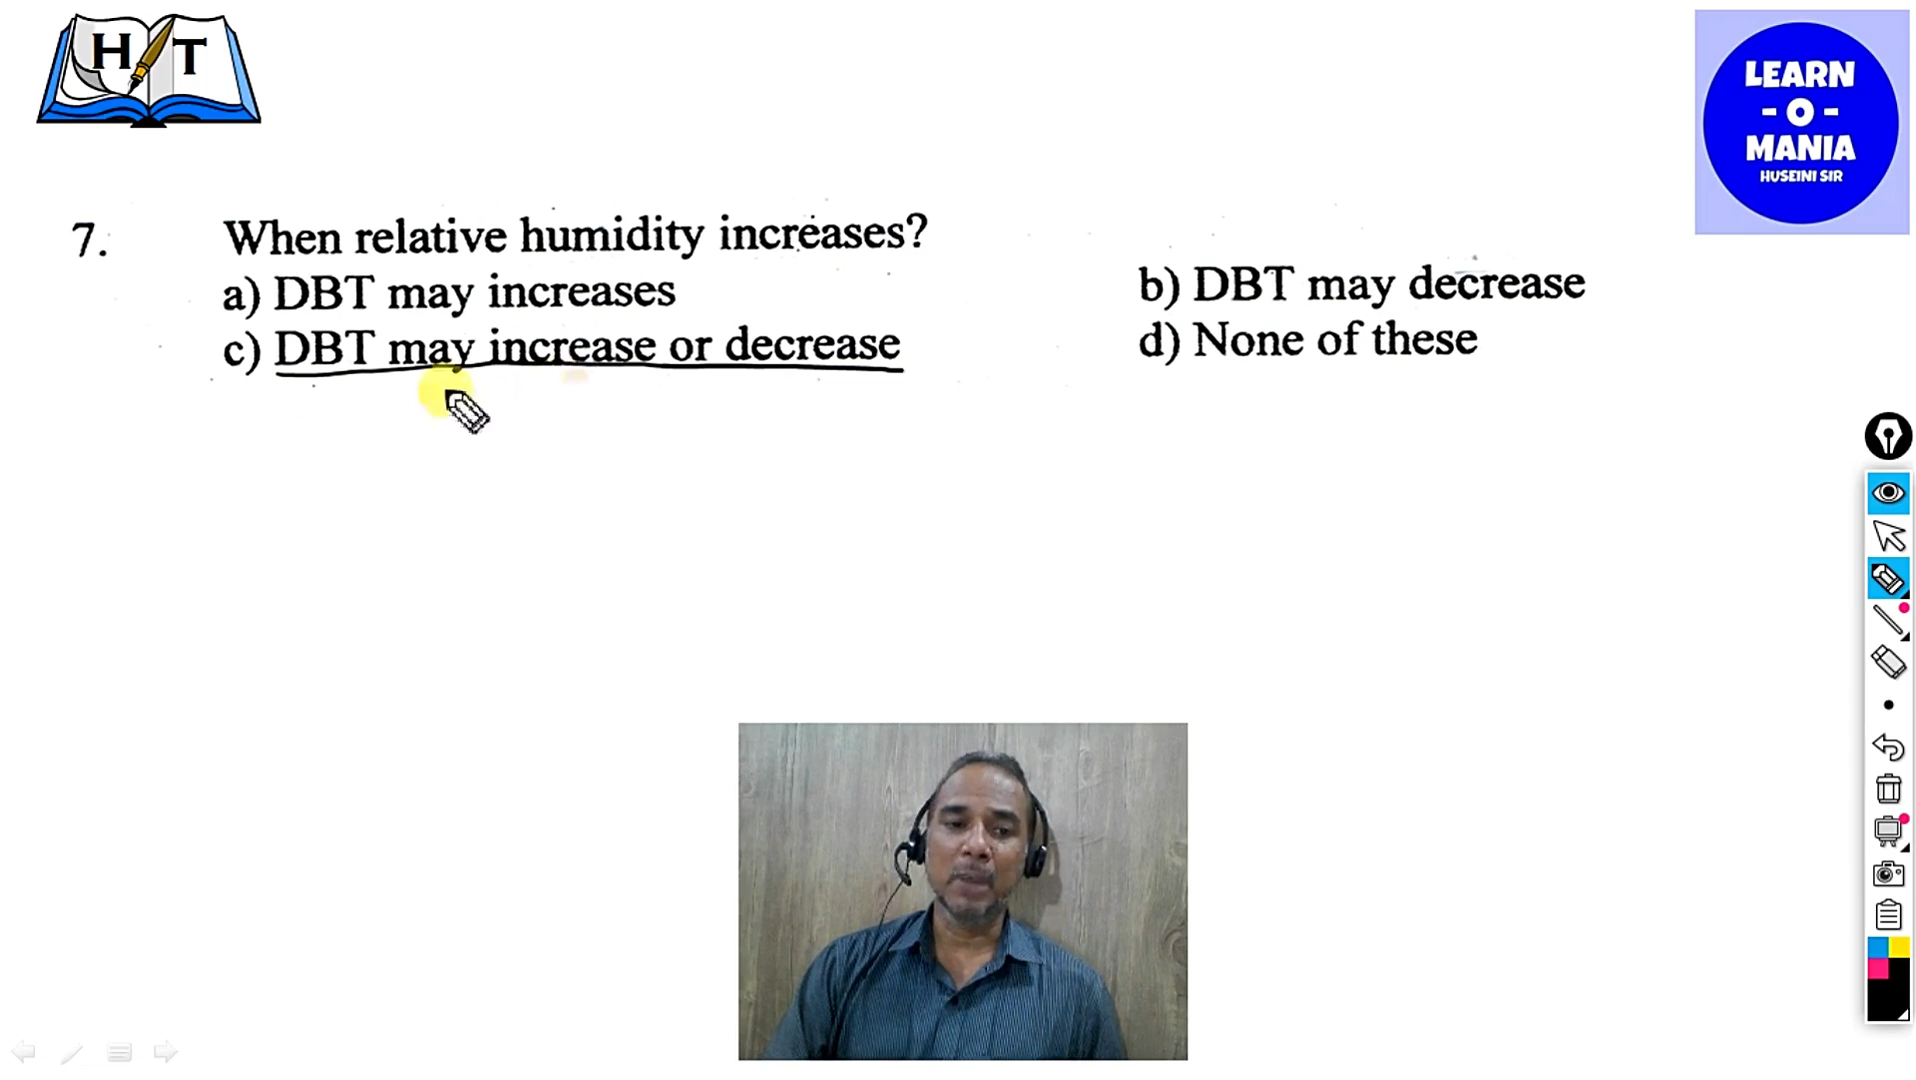 H T
LEARN
- O -
MANIA
HUSEINI SIR
7. When relative humidity increases?
a) DBT may increases b) DBT may decrease
c) DBT may increase or decrease d) None of these